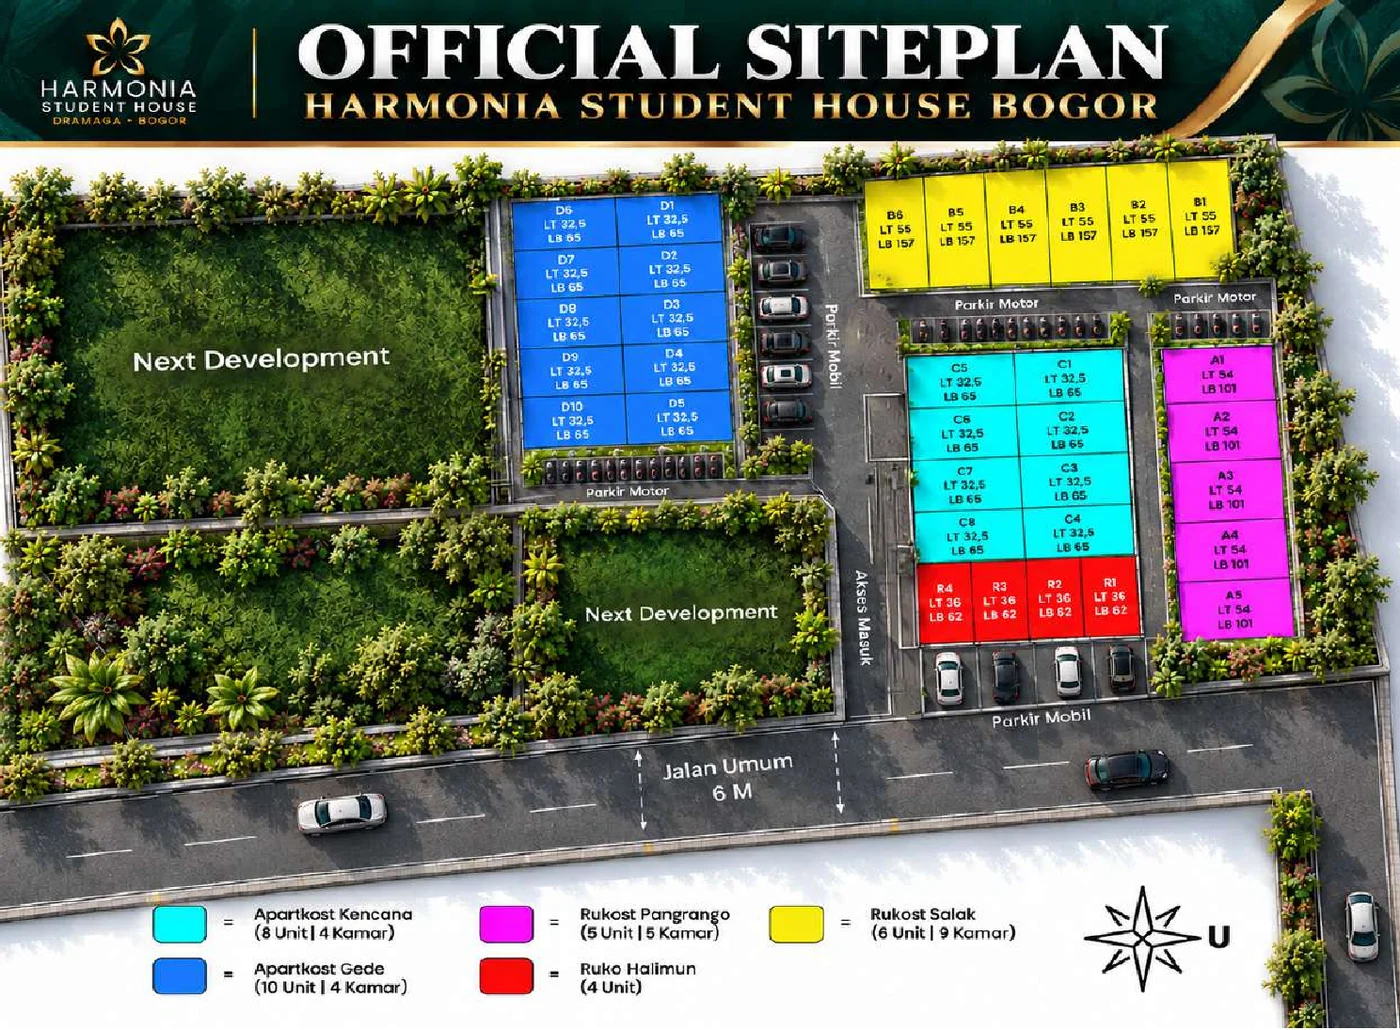 HARMONIA
STUDENT HOUSE
DRAMAGA • BOGOR
OFFICIAL SITEPLAN
HARMONIA STUDENT HOUSE BOGOR
Next Development
D6
LT 32,5
LB 65
D1
LT 32,5
LB 65
D7
LT 32,5
LB 65
D2
LT 32,5
LB 65
D8
LT 32,5
LB 65
D3
LT 32,5
LB 65
D9
LT 32,5
LB 65
D4
LT 32,5
LB 65
D10
LT 32,5
LB 65
D5
LT 32,5
LB 65
Parkir Motor
Parkir Mobil
B6
LT 55
LB 157
B5
LT 55
LB 157
B4
LT 55
LB 157
B3
LT 55
LB 157
B2
LT 55
LB 157
B1
LT 55
LB 157
Parkir Motor
Parkir Motor
C5
LT 32,5
LB 65
C1
LT 32,5
LB 65
C6
LT 32,5
LB 65
C2
LT 32,5
LB 65
C7
LT 32,5
LB 65
C3
LT 32,5
LB 65
C8
LT 32,5
LB 65
C4
LT 32,5
LB 65
R4
LT 36
LB 62
R3
LT 36
LB 62
R2
LT 36
LB 62
R1
LT 36
LB 62
A1
LT 54
LB 101
A2
LT 54
LB 101
A3
LT 54
LB 101
A4
LT 54
LB 101
A5
LT 54
LB 101
Next Development
Akses Masuk
Parkir Mobil
Jalan Umum
6 M
= Apartkost Kencana
(8 Unit | 4 Kamar)
= Rukost Pangrango
(5 Unit | 5 Kamar)
= Rukost Salak
(6 Unit | 9 Kamar)
= Apartkost Gede
(10 Unit | 4 Kamar)
= Ruko Halimun
(4 Unit)
U